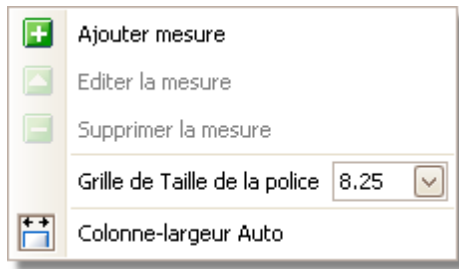 Ajouter mesure
Editer la mesure
Supprimer la mesure
Grille de Taille de la police 8.25
Colonne-largeur Auto